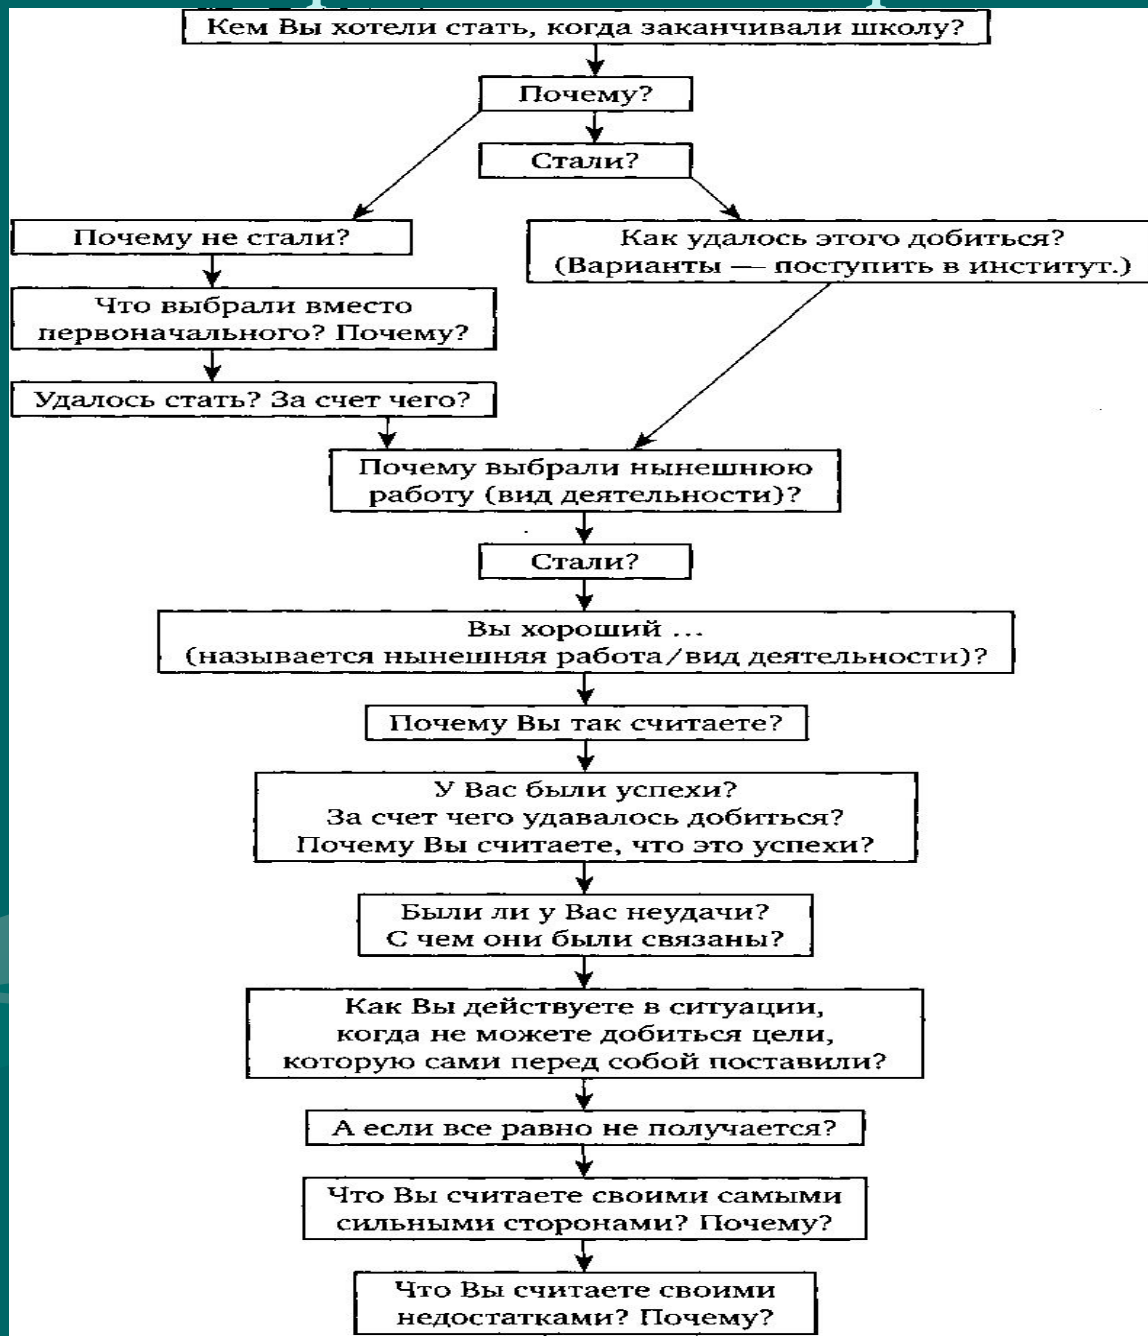 Кем Вы хотели стать, когда заканчивали школу?
Почему?
Стали?
Почему не стали?
Как удалось этого добиться?
(Варианты — поступить в институт.)
Что выбрали вместо
первоначального? Почему?
Удалось стать? За счет чего?
Почему выбрали нынешнюю
работу (вид деятельности)?
Стали?
Вы хороший ...
(называется нынешняя работа/вид деятельности)?
Почему Вы так считаете?
У Вас были успехи?
За счет чего удавалось добиться?
Почему Вы считаете, что это успехи?
Были ли у Вас неудачи?
С чем они были связаны?
Как Вы действуете в ситуации,
когда не можете добиться цели,
которую сами перед собой поставили?
А если все равно не получается?
Что Вы считаете своими самыми
сильными сторонами? Почему?
Что Вы считаете своими
недостатками? Почему?